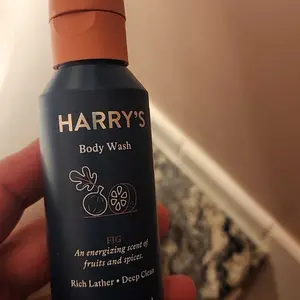 HARRY'S
Body Wash
FIG
An energizing scent of
fruits and spices.
Rich Lather • Deep Clean